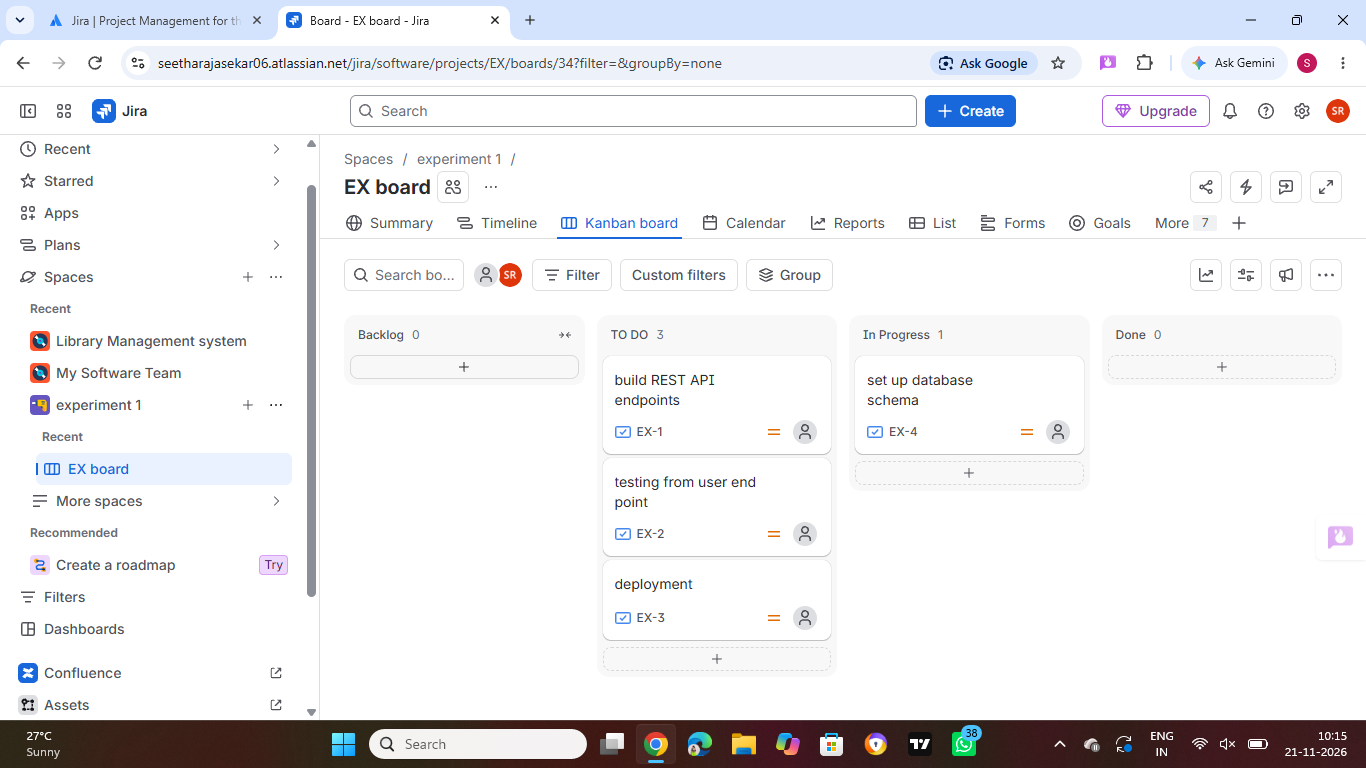 Jira | Project Management for th
Board - EX board - Jira
seetharajasekar06.atlassian.net/jira/software/projects/EX/boards/34?filter=&groupBy=none
Ask Google
Ask Gemini
S
Jira
Search
Create
Upgrade
SR
Recent
Starred
Apps
Plans
Spaces
Recent
Library Management system
My Software Team
experiment 1
Recent
EX board
More spaces
Recommended
Create a roadmap
Try
Filters
Dashboards
Confluence
Assets
Spaces / experiment 1 /
EX board
Summary
Timeline
Kanban board
Calendar
Reports
List
Forms
Goals
More 7
Search bo...
SR
Filter
Custom filters
Group
Backlog 0
TO DO 3
build REST API
endpoints
EX-1
testing from user end
point
EX-2
deployment
EX-3
In Progress 1
set up database
schema
EX-4
Done 0
27°C
Sunny
Search
38
ENG
IN
10:15
21-11-2026